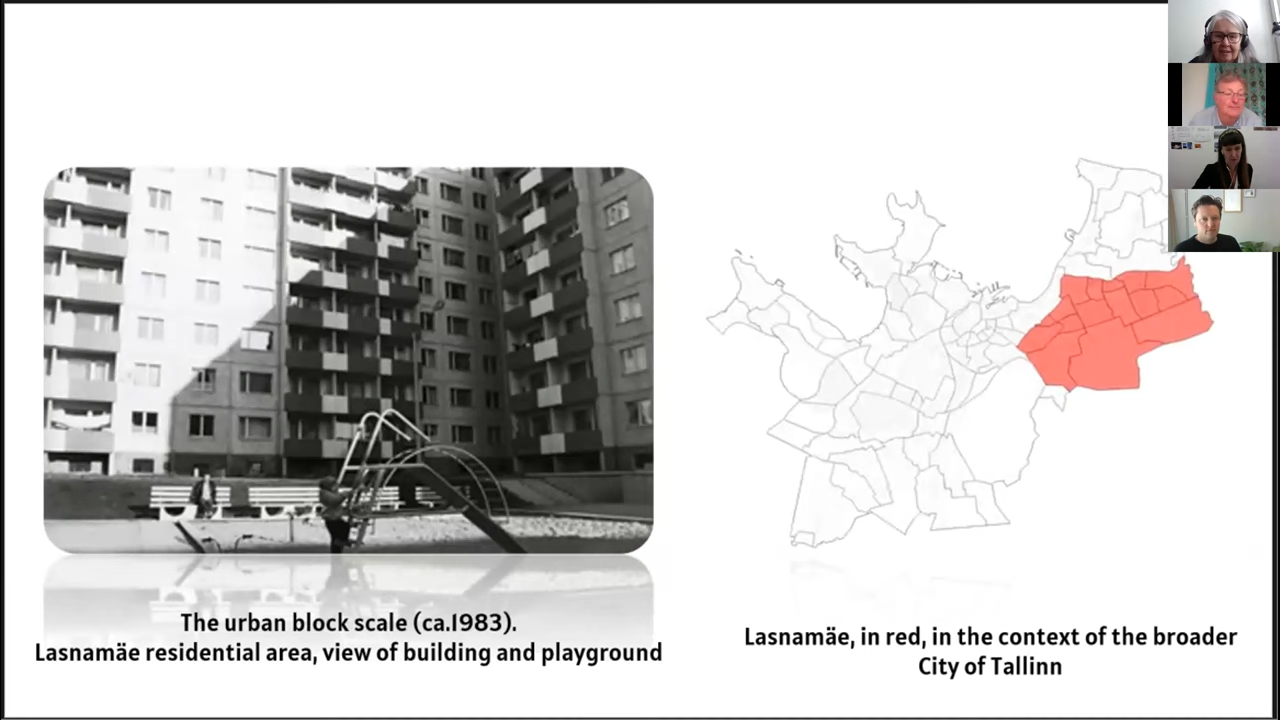 The urban block scale (ca.1983).
Lasnamäe residential area, view of building and playground
Lasnamäe, in red, in the context of the broader
City of Tallinn